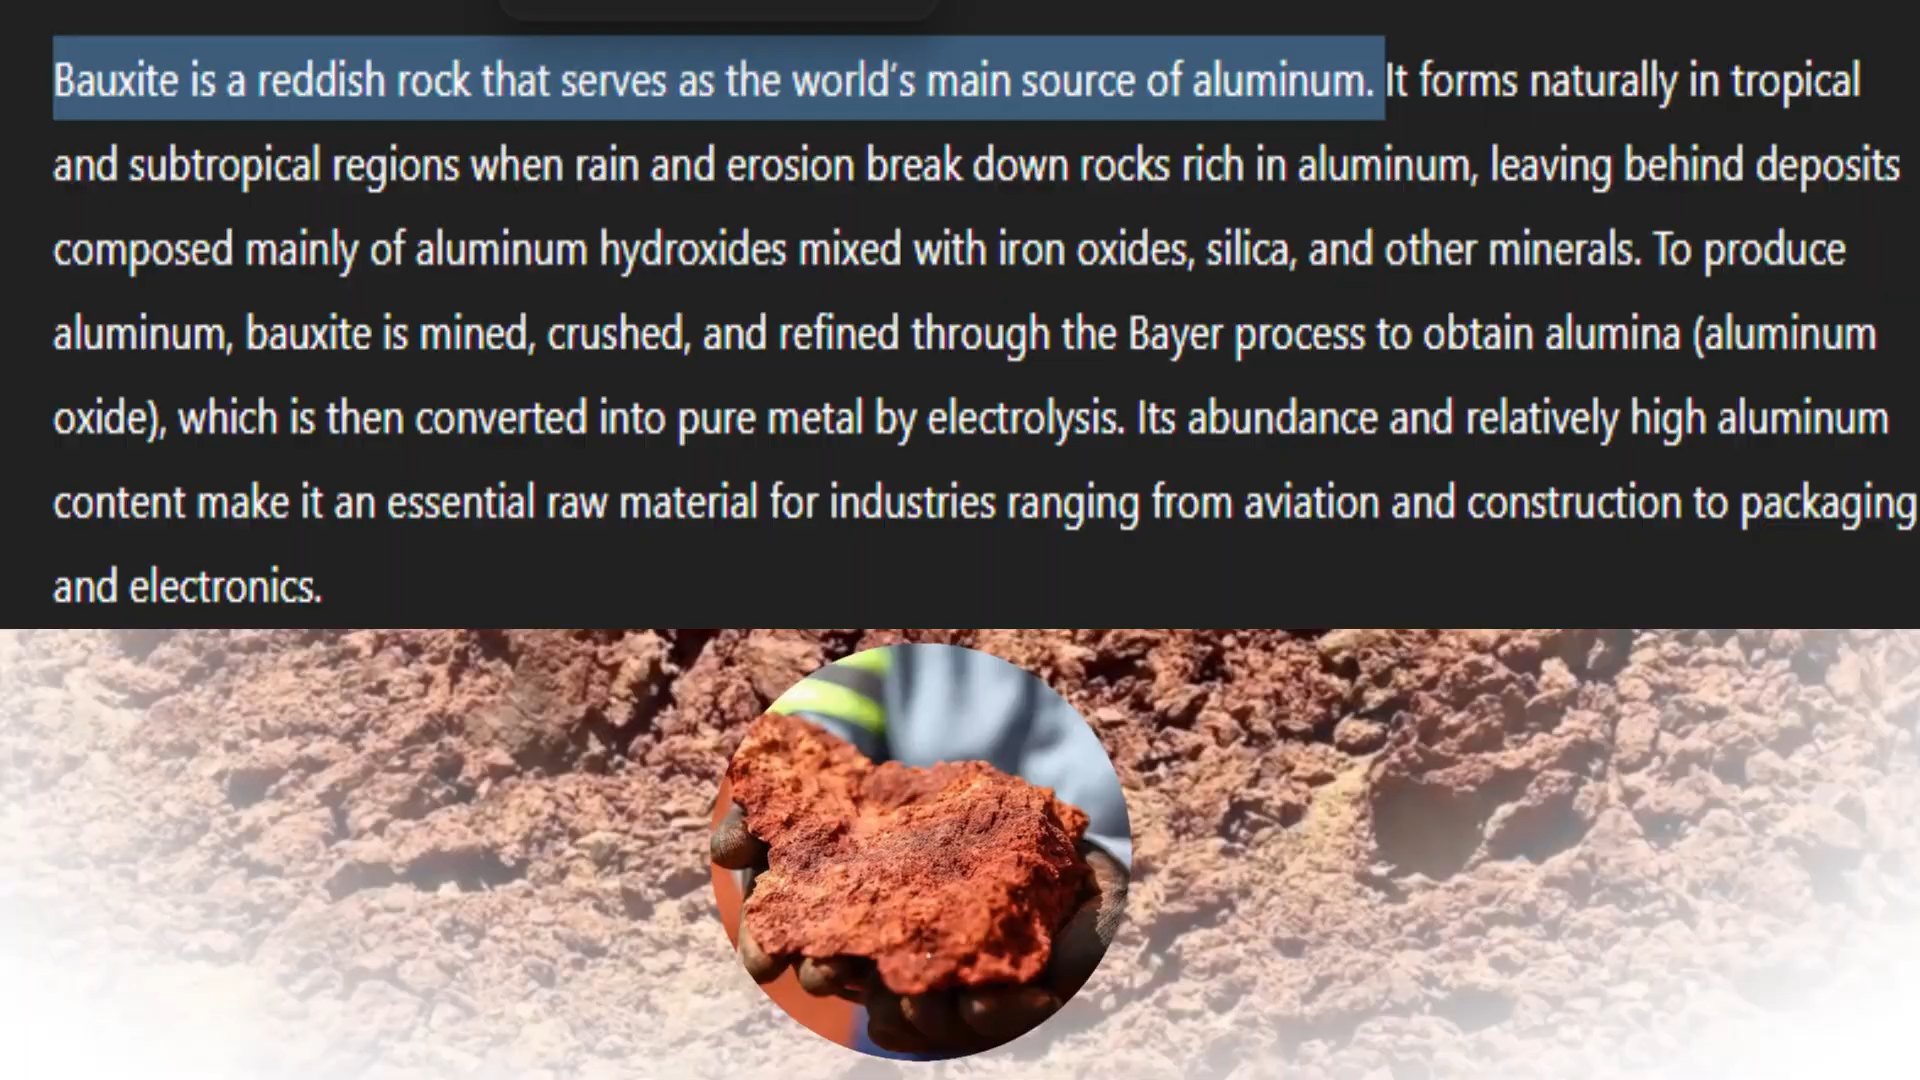 Bauxite is a reddish rock that serves as the world's main source of aluminum. It forms naturally in tropical
and subtropical regions when rain and erosion break down rocks rich in aluminum, leaving behind deposits
composed mainly of aluminum hydroxides mixed with iron oxides, silica, and other minerals. To produce
aluminum, bauxite is mined, crushed, and refined through the Bayer process to obtain alumina (aluminum
oxide), which is then converted into pure metal by electrolysis. Its abundance and relatively high aluminum
content make it an essential raw material for industries ranging from aviation and construction to packaging
and electronics.